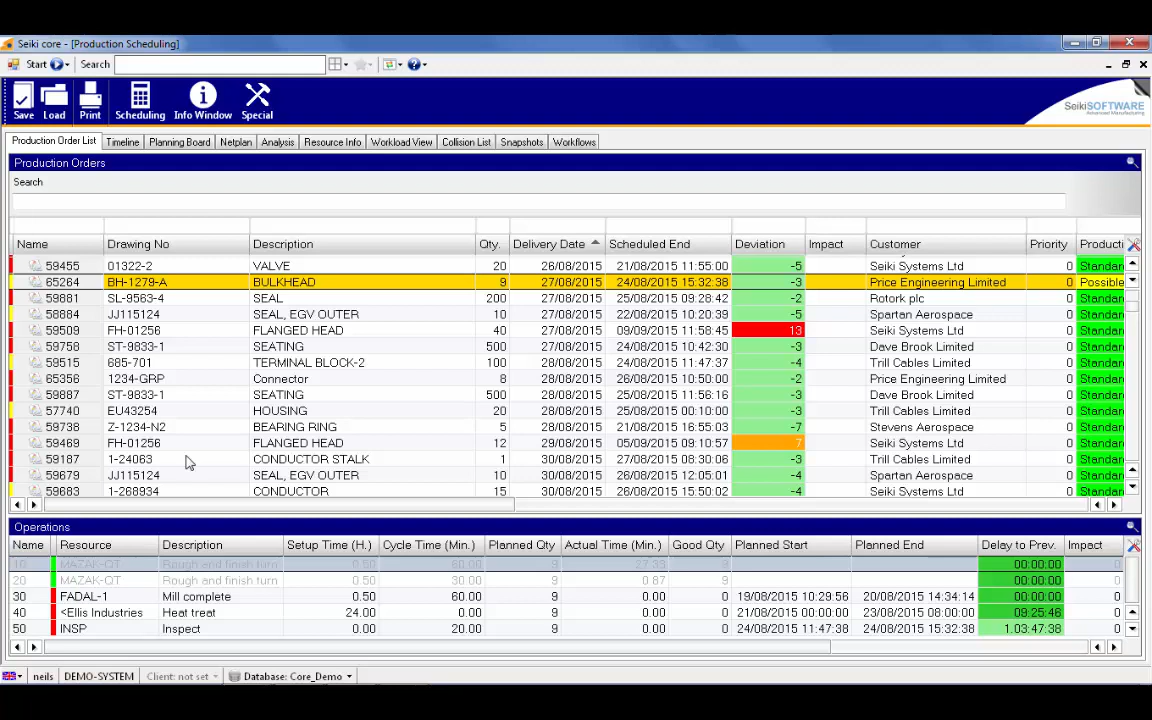 Seiki core - [Production Scheduling]
Start Search
Save Load Print Scheduling Info Window Special
SeikiSOFTWARE
Advanced Manufacturing
Production Order List Timeline Planning Board Netplan Analysis Resource Info Workload View Collision List Snapshots Workflows
Production Orders
Search
Name Drawing No Description Qty. Delivery Date Scheduled End Deviation Impact Customer Priority Producti
59455 01322-2 VALVE 20 26/08/2015 21/08/2015 11:55:00 -5 Seiki Systems Ltd 0 Standar
65264 BH-1279-A BULKHEAD 9 27/08/2015 24/08/2015 15:32:38 -3 Price Engineering Limited 0 Possible
59881 SL-9563-4 SEAL 200 27/08/2015 25/08/2015 09:28:42 -2 Rotork plc 0 Standar
58884 JJ115124 SEAL, EGV OUTER 10 27/08/2015 22/08/2015 10:20:39 -5 Spartan Aerospace 0 Standar
59509 FH-01256 FLANGED HEAD 40 27/08/2015 09/09/2015 11:58:45 13 Seiki Systems Ltd 0 Standar
59758 ST-9833-1 SEATING 500 27/08/2015 24/08/2015 10:42:30 -3 Dave Brook Limited 0 Standar
59515 685-701 TERMINAL BLOCK-2 100 28/08/2015 24/08/2015 11:47:37 -4 Trill Cables Limited 0 Standar
65356 1234-GRP Connector 8 28/08/2015 26/08/2015 10:50:00 -2 Price Engineering Limited 0 Standar
59887 ST-9833-1 SEATING 500 28/08/2015 25/08/2015 11:56:16 -3 Dave Brook Limited 0 Standar
57740 EU43254 HOUSING 20 28/08/2015 25/08/2015 00:10:00 -3 Trill Cables Limited 0 Standar
59738 Z-1234-N2 BEARING RING 5 28/08/2015 21/08/2015 16:55:03 -7 Stevens Aerospace 0 Standar
59469 FH-01256 FLANGED HEAD 12 29/08/2015 05/09/2015 09:10:57 7 Seiki Systems Ltd 0 Standar
59187 1-24063 CONDUCTOR STALK 1 30/08/2015 27/08/2015 08:30:06 -3 Trill Cables Limited 0 Standar
59679 JJ115124 SEAL, EGV OUTER 10 30/08/2015 26/08/2015 12:05:01 -4 Spartan Aerospace 0 Standar
59683 1-268934 CONDUCTOR 15 30/08/2015 26/08/2015 15:50:02 -4 Seiki Systems Ltd 0 Standar
Operations
Name Resource Description Setup Time (H.) Cycle Time (Min.) Planned Qty Actual Time (Min.) Good Qty Planned Start Planned End Delay to Prev. Impact
10 MAZAK-QT Rough and finish turn 0.50 60.00 9 27.33 9 00:00:00 0
20 MAZAK-QT Rough and finish turn 0.50 30.00 9 0.87 9 00:00:00 0
30 FADAL-1 Mill complete 0.50 60.00 9 0.00 0 19/08/2015 10:29:56 20/08/2015 14:34:14 00:00:00 0
40 <Ellis Industries Heat treat 24.00 0.00 9 0.00 0 21/08/2015 00:00:00 23/08/2015 08:00:00 09:25:46 0
50 INSP Inspect 0.00 20.00 9 0.00 0 24/08/2015 11:47:38 24/08/2015 15:32:38 1.03:47:38 0
neils DEMO-SYSTEM Client: not set Database: Core_Demo